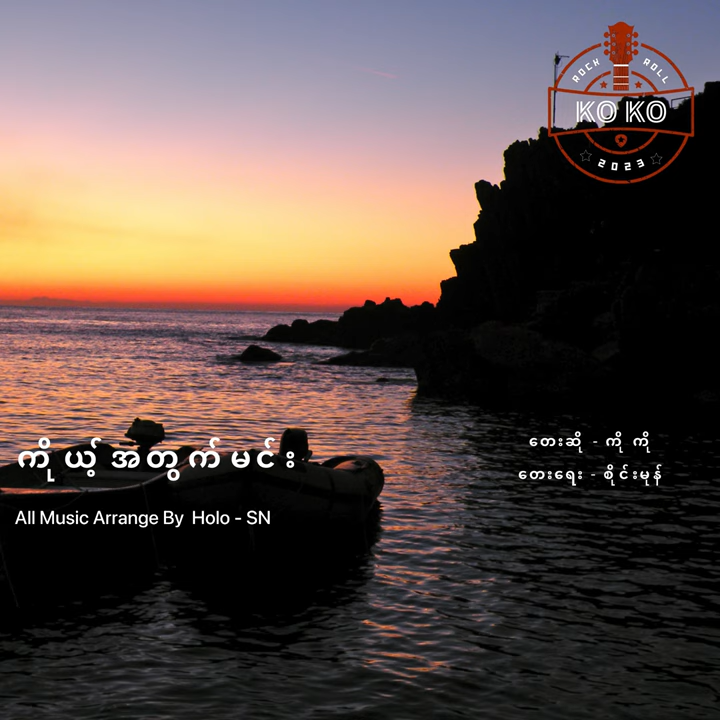 ROCK ROLL
KO KO
2023
ကိုယ့်အတွက်မင်း
All Music Arrange By Holo - SN
တေးဆို - ကို ကို
တေးရေး - စိုင်းမုန်